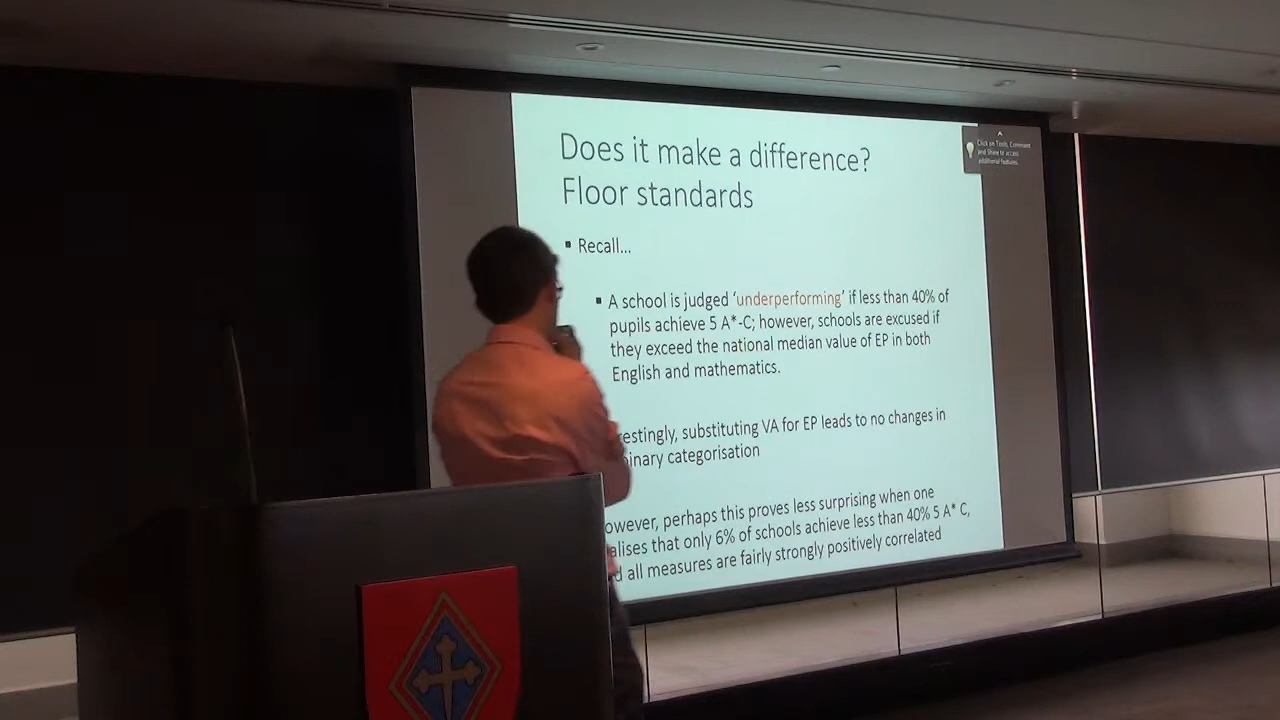 Does it make a difference?
Floor standards
▪ Recall...
▪ A school is judged ‘underperforming’ if less than 40% of
pupils achieve 5 A*-C; however, schools are excused if
they exceed the national median value of EP in both
English and mathematics.
restingly, substituting VA for EP leads to no changes in
binary categorisation
owever, perhaps this proves less surprising when one
alises that only 6% of schools achieve less than 40% 5 A* C,
d all measures are fairly strongly positively correlated
Click on Tools, Comment
and Share to access
additional features.